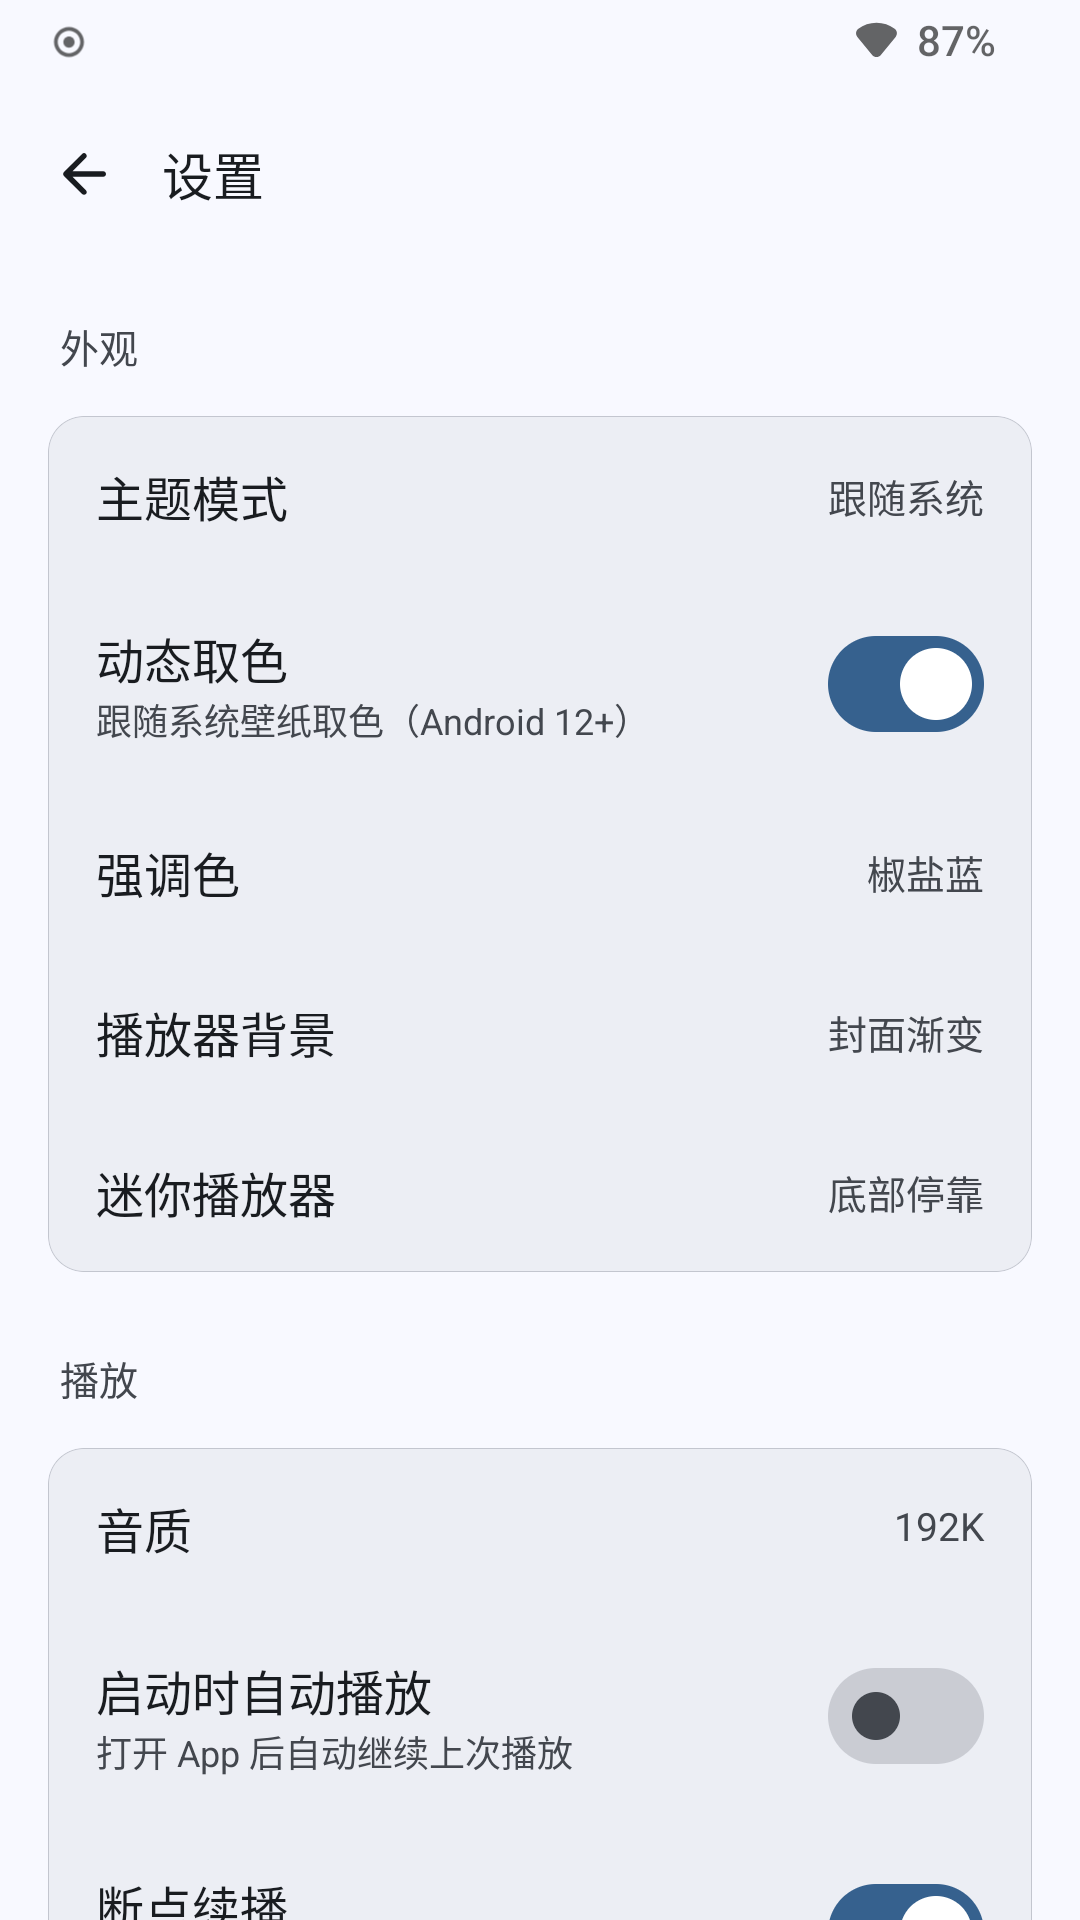 87%
设置
外观
主题模式
跟随系统
动态取色
跟随系统壁纸取色（Android 12+）
强调色
椒盐蓝
播放器背景
封面渐变
迷你播放器
底部停靠
播放
音质
192K
启动时自动播放
打开 App 后自动继续上次播放
断点续播